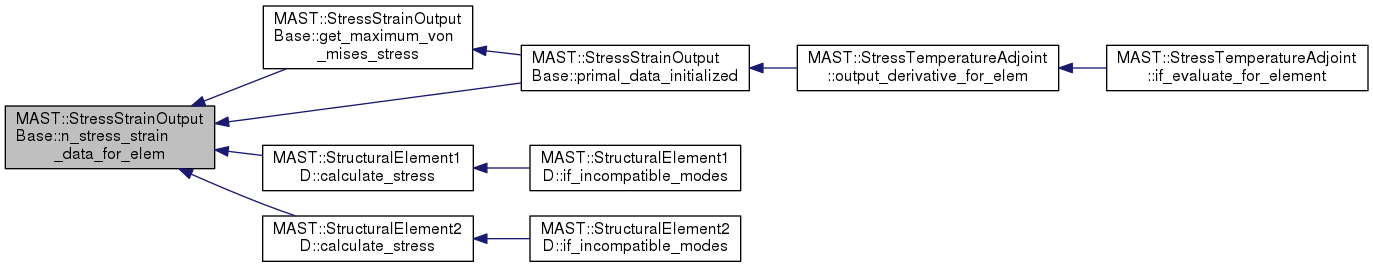 MAST::StressStrainOutput
Base::n_stress_strain
_data_for_elem
MAST::StressStrainOutput
Base::get_maximum_von
_mises_stress
MAST::StressStrainOutput
Base::primal_data_initialized
MAST::StressTemperatureAdjoint
::output_derivative_for_elem
MAST::StressTemperatureAdjoint
::if_evaluate_for_element
MAST::StructuralElement1
D::calculate_stress
MAST::StructuralElement1
D::if_incompatible_modes
MAST::StructuralElement2
D::calculate_stress
MAST::StructuralElement2
D::if_incompatible_modes